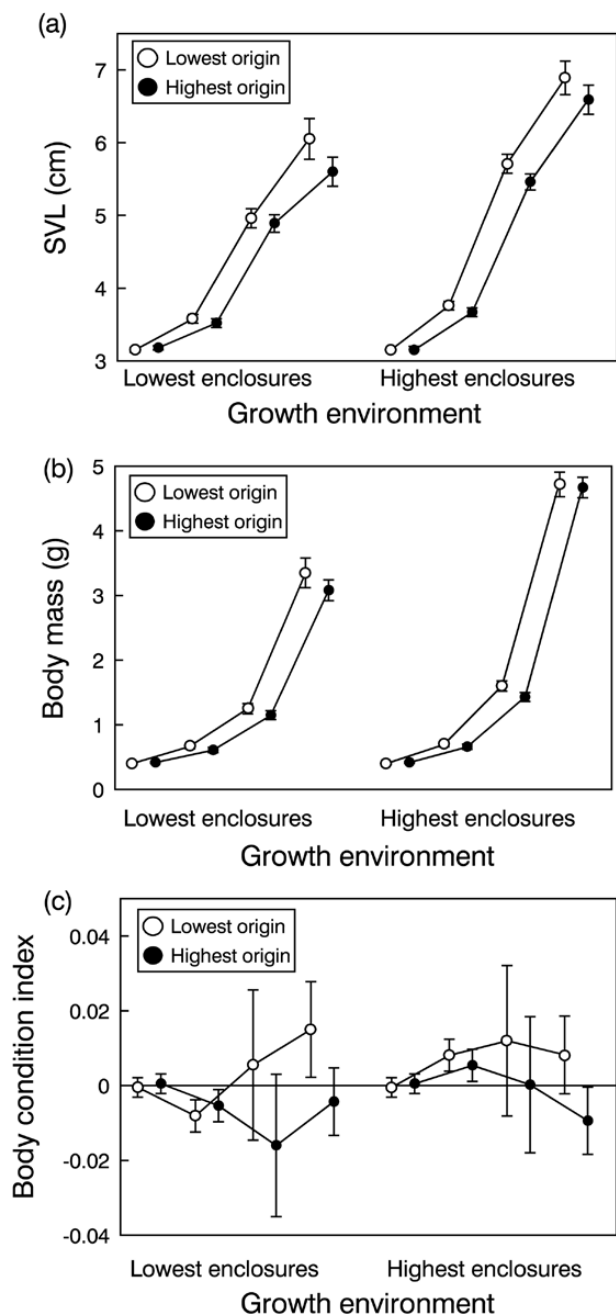 (a)
Lowest origin
Highest origin
7
6
5
4
3
SVL (cm)
Lowest enclosures Highest enclosures
Growth environment
(b)
Lowest origin
Highest origin
5
4
3
2
1
0
Body mass (g)
Lowest enclosures Highest enclosures
Growth environment
(c)
Lowest origin
Highest origin
0.04
0.02
0
-0.02
-0.04
Body condition index
Lowest enclosures Highest enclosures
Growth environment